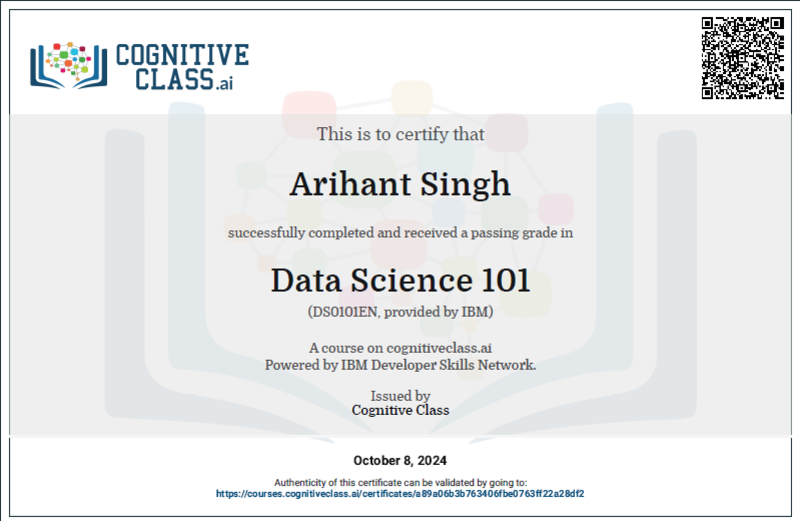 COGNITIVE
CLASS.ai
This is to certify that
Arihant Singh
successfully completed and received a passing grade in
Data Science 101
(DS0101EN, provided by IBM)
A course on cognitiveclass.ai
Powered by IBM Developer Skills Network.
Issued by
Cognitive Class
October 8, 2024
Authenticity of this certificate can be validated by going to:
https://courses.cognitiveclass.ai/certificates/a89a06b3b763406fbe0763ff22a28df2